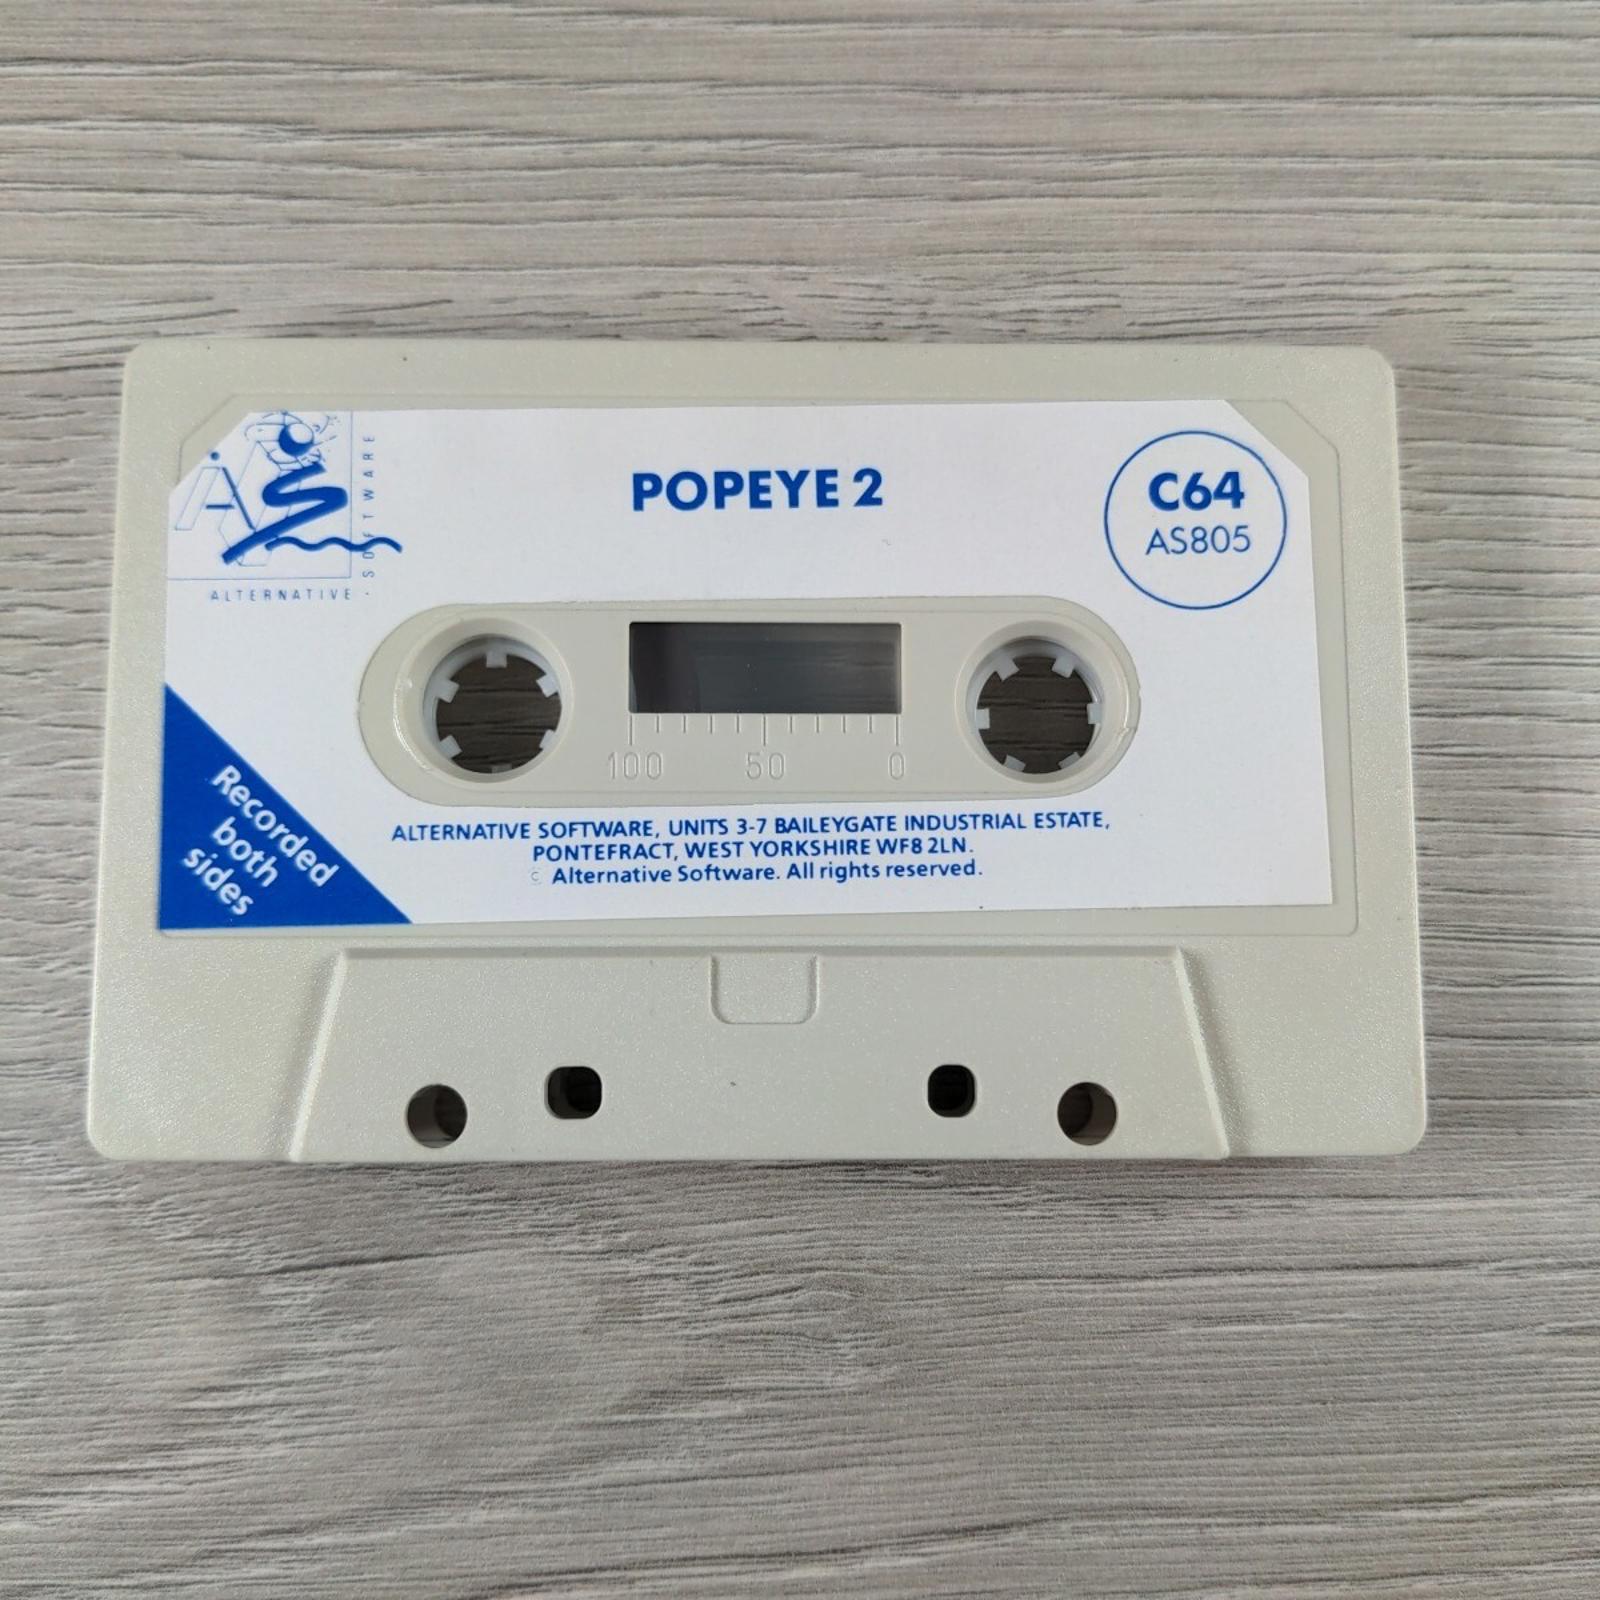 SOFTWARE
ALTERNATIVE
POPEYE 2
C64
AS805
100 50 0
Recorded
both
sides
ALTERNATIVE SOFTWARE, UNITS 3-7 BAILEYGATE INDUSTRIAL ESTATE,
PONTEFRACT, WEST YORKSHIRE WF8 2LN.
© Alternative Software. All rights reserved.